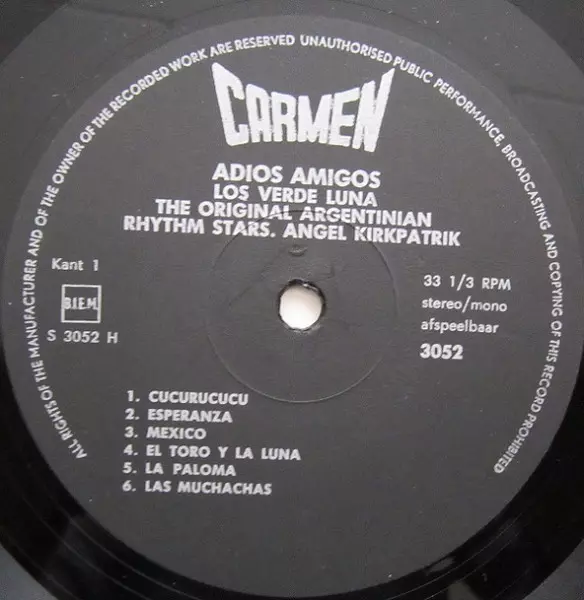 ALL RIGHTS OF THE MANUFACTURER AND OF THE OWNER OF THE RECORDED WORK ARE RESERVED UNAUTHORISED PUBLIC PERFORMANCE, BROADCASTING AND COPYING OF THIS RECORD PROHIBITED
CARMEN
ADIOS AMIGOS
LOS VERDE LUNA
THE ORIGINAL ARGENTINIAN
RHYTHM STARS. ANGEL KIRKPATRIK
Kant 1
B.I.E.M.
S 3052 H
33 1/3 RPM
stereo/mono
afspeelbaar
3052
1. CUCURUCUCU
2. ESPERANZA
3. MEXICO
4. EL TORO Y LA LUNA
5. LA PALOMA
6. LAS MUCHACHAS